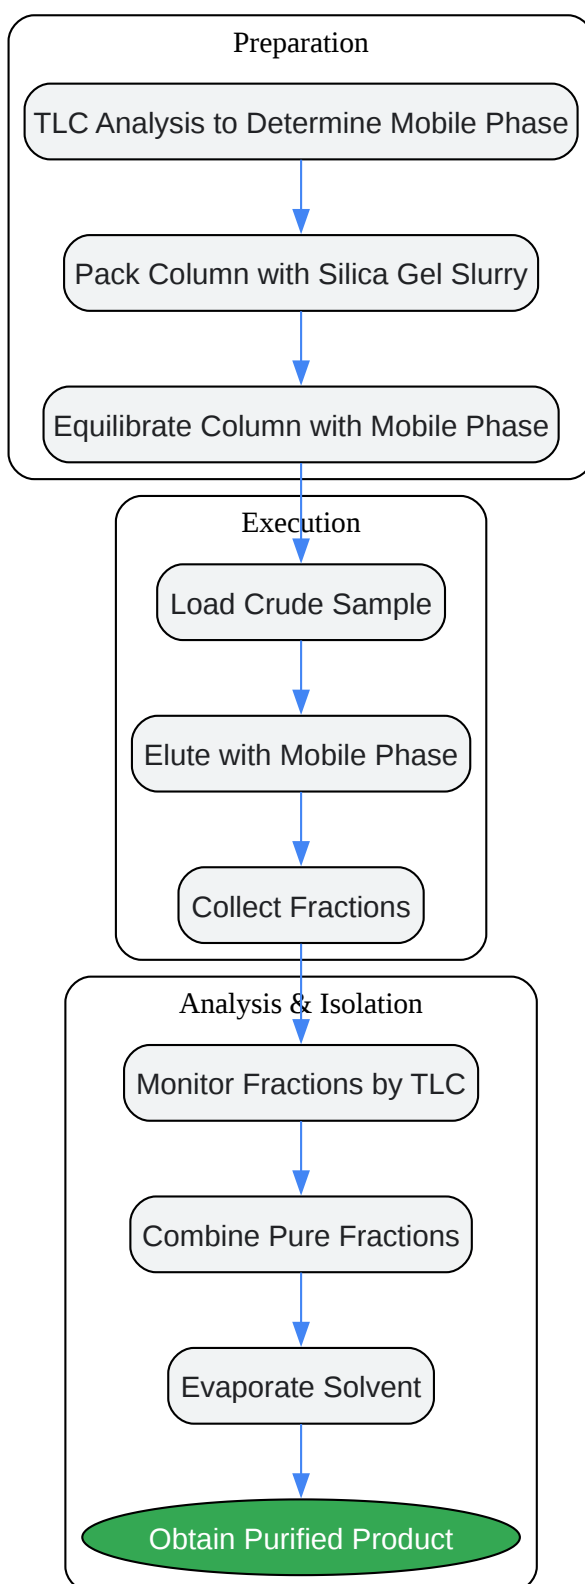 Preparation
TLC Analysis to Determine Mobile Phase
Pack Column with Silica Gel Slurry
Equilibrate Column with Mobile Phase
Execution
Load Crude Sample
Elute with Mobile Phase
Collect Fractions
Analysis & Isolation
Monitor Fractions by TLC
Combine Pure Fractions
Evaporate Solvent
Obtain Purified Product